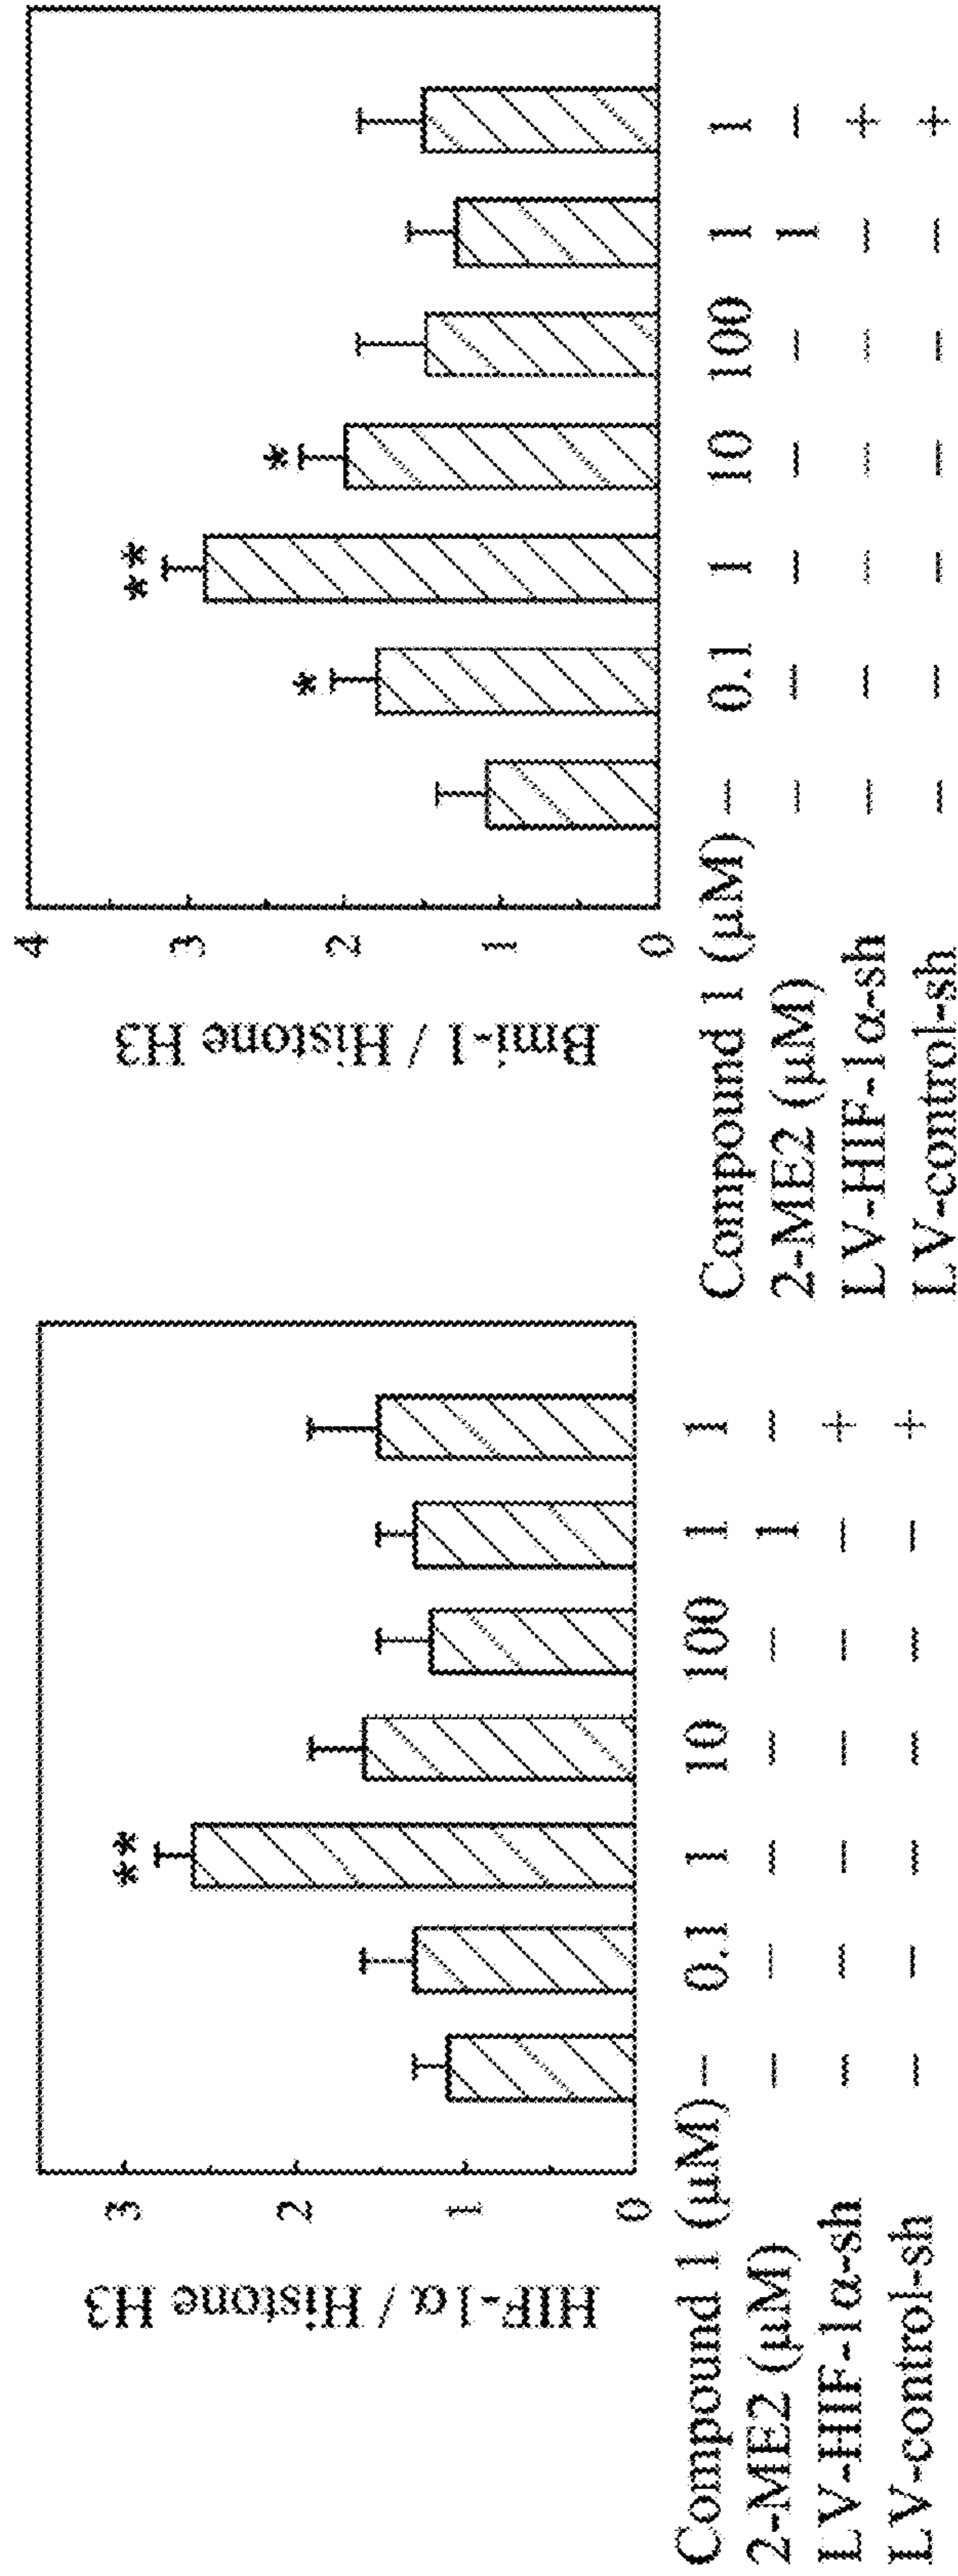 HIF-1α / Histone H3
3
2
1
0
**
Compound 1 (μM) – 0.1 1 10 100 1 1
2-ME2 (μM) – – – – – 1 –
LV-HIF-1α-sh – – – – – – +
LV-control-sh – – – – – – +
Bmi-1 / Histone H3
4
3
2
1
0
* ** *
Compound 1 (μM) – 0.1 1 10 100 1 1
2-ME2 (μM) – – – – – 1 –
LV-HIF-1α-sh – – – – – – +
LV-control-sh – – – – – – +